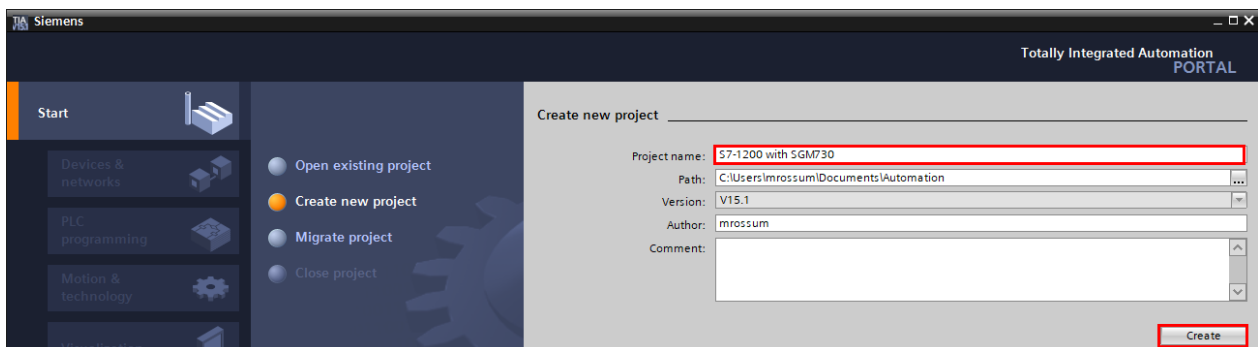 TIA
Siemens
Totally Integrated Automation
PORTAL
Start
Devices &
networks
PLC
programming
Motion &
technology
Open existing project
Create new project
Migrate project
Close project
Create new project
Project name: S7-1200 with SGM730
Path: C:\Users\mrossum\Documents\Automation ...
Version: V15.1
Author: mrossum
Comment:
Create